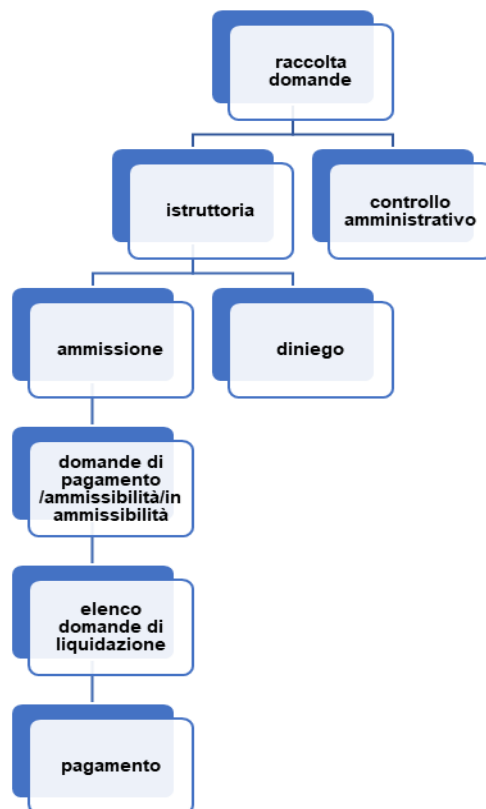 raccolta
domande
istruttoria
controllo
amministrativo
ammissione
diniego
domande di
pagamento
/ammissibilità/in
ammissibilità
elenco
domande di
liquidazione
pagamento